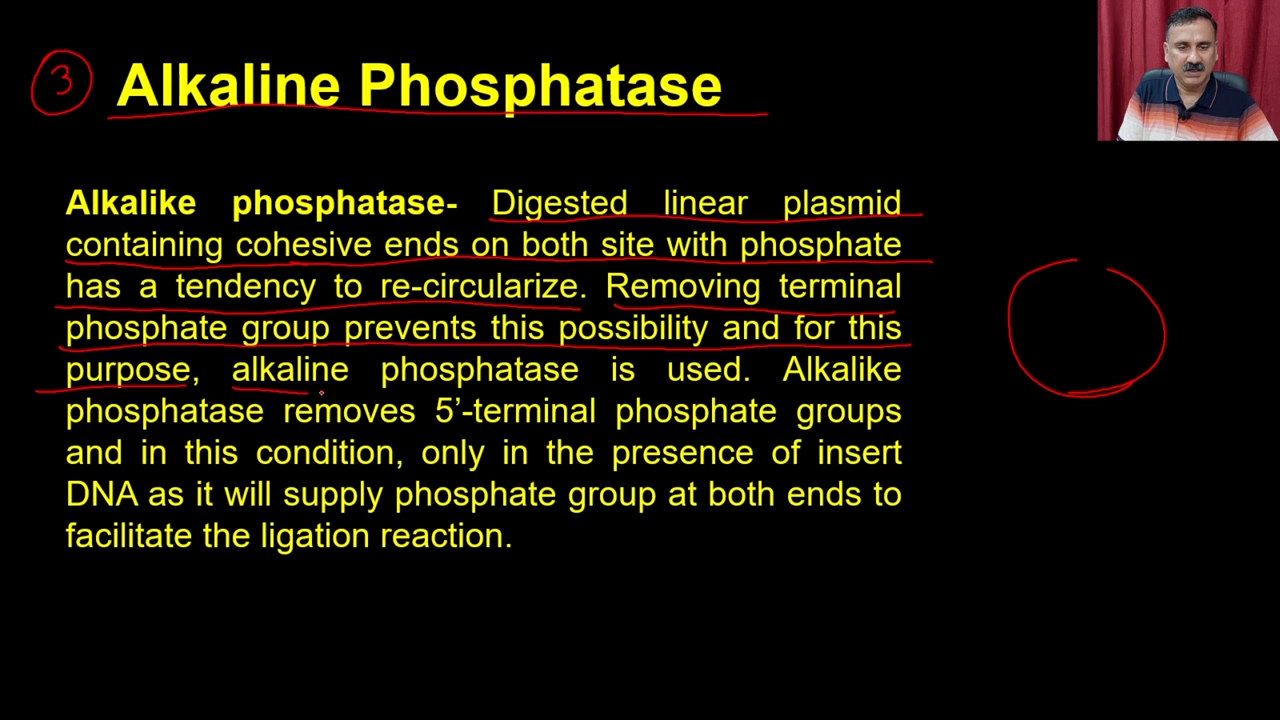 3 Alkaline Phosphatase
Alkalike phosphatase- Digested linear plasmid
containing cohesive ends on both site with phosphate
has a tendency to re-circularize. Removing terminal
phosphate group prevents this possibility and for this
purpose, alkaline phosphatase is used. Alkalike
phosphatase removes 5’-terminal phosphate groups
and in this condition, only in the presence of insert
DNA as it will supply phosphate group at both ends to
facilitate the ligation reaction.